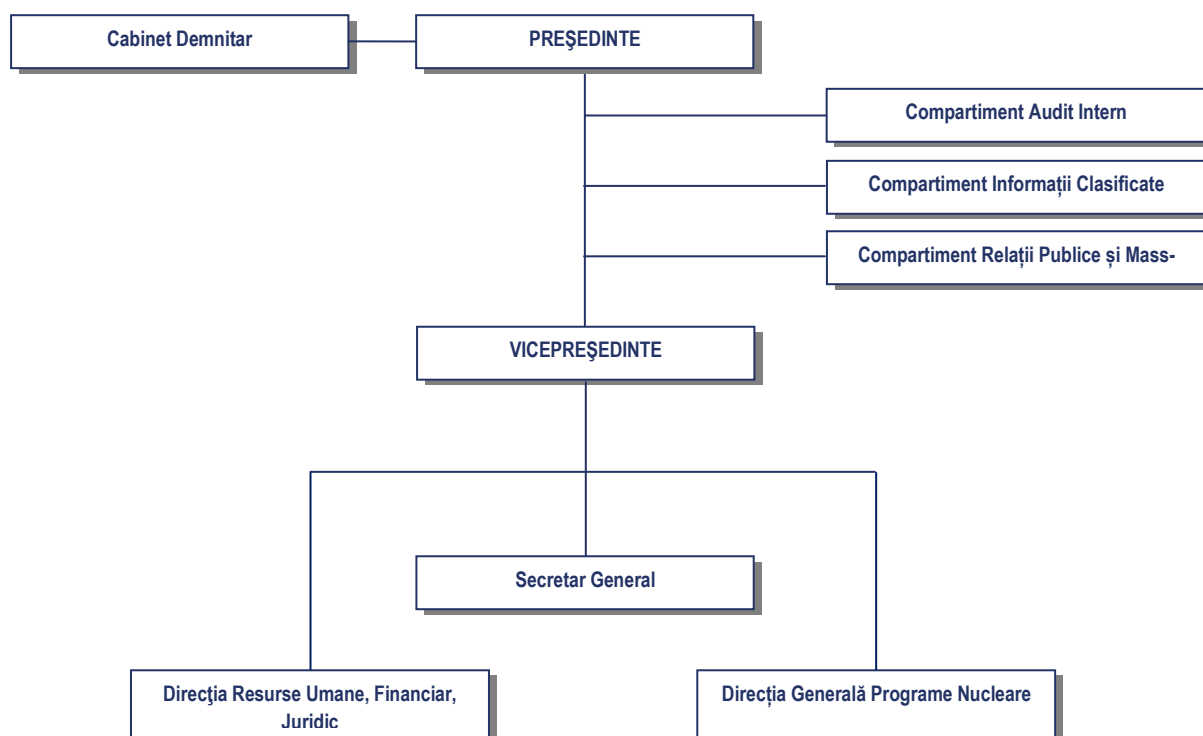 Cabinet Demnitar
PREŞEDINTE
Compartiment Audit Intern
Compartiment Informații Clasificate
Compartiment Relații Publice și Mass-
VICEPREŞEDINTE
Secretar General
Direcţia Resurse Umane, Financiar,
Juridic
Direcția Generală Programe Nucleare